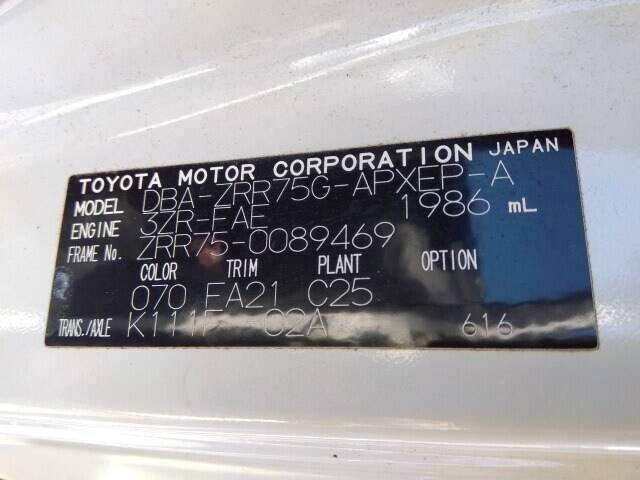 TOYOTA MOTOR CORPORATION JAPAN
MODEL DBA-ZRR75G-APXEP-A
ENGINE 3ZR-FAE 1986 mL
FRAME No. ZRR75-0089469
COLOR TRIM PLANT OPTION
070 EA21 C25
TRANS./AXLE K111F 02A 616